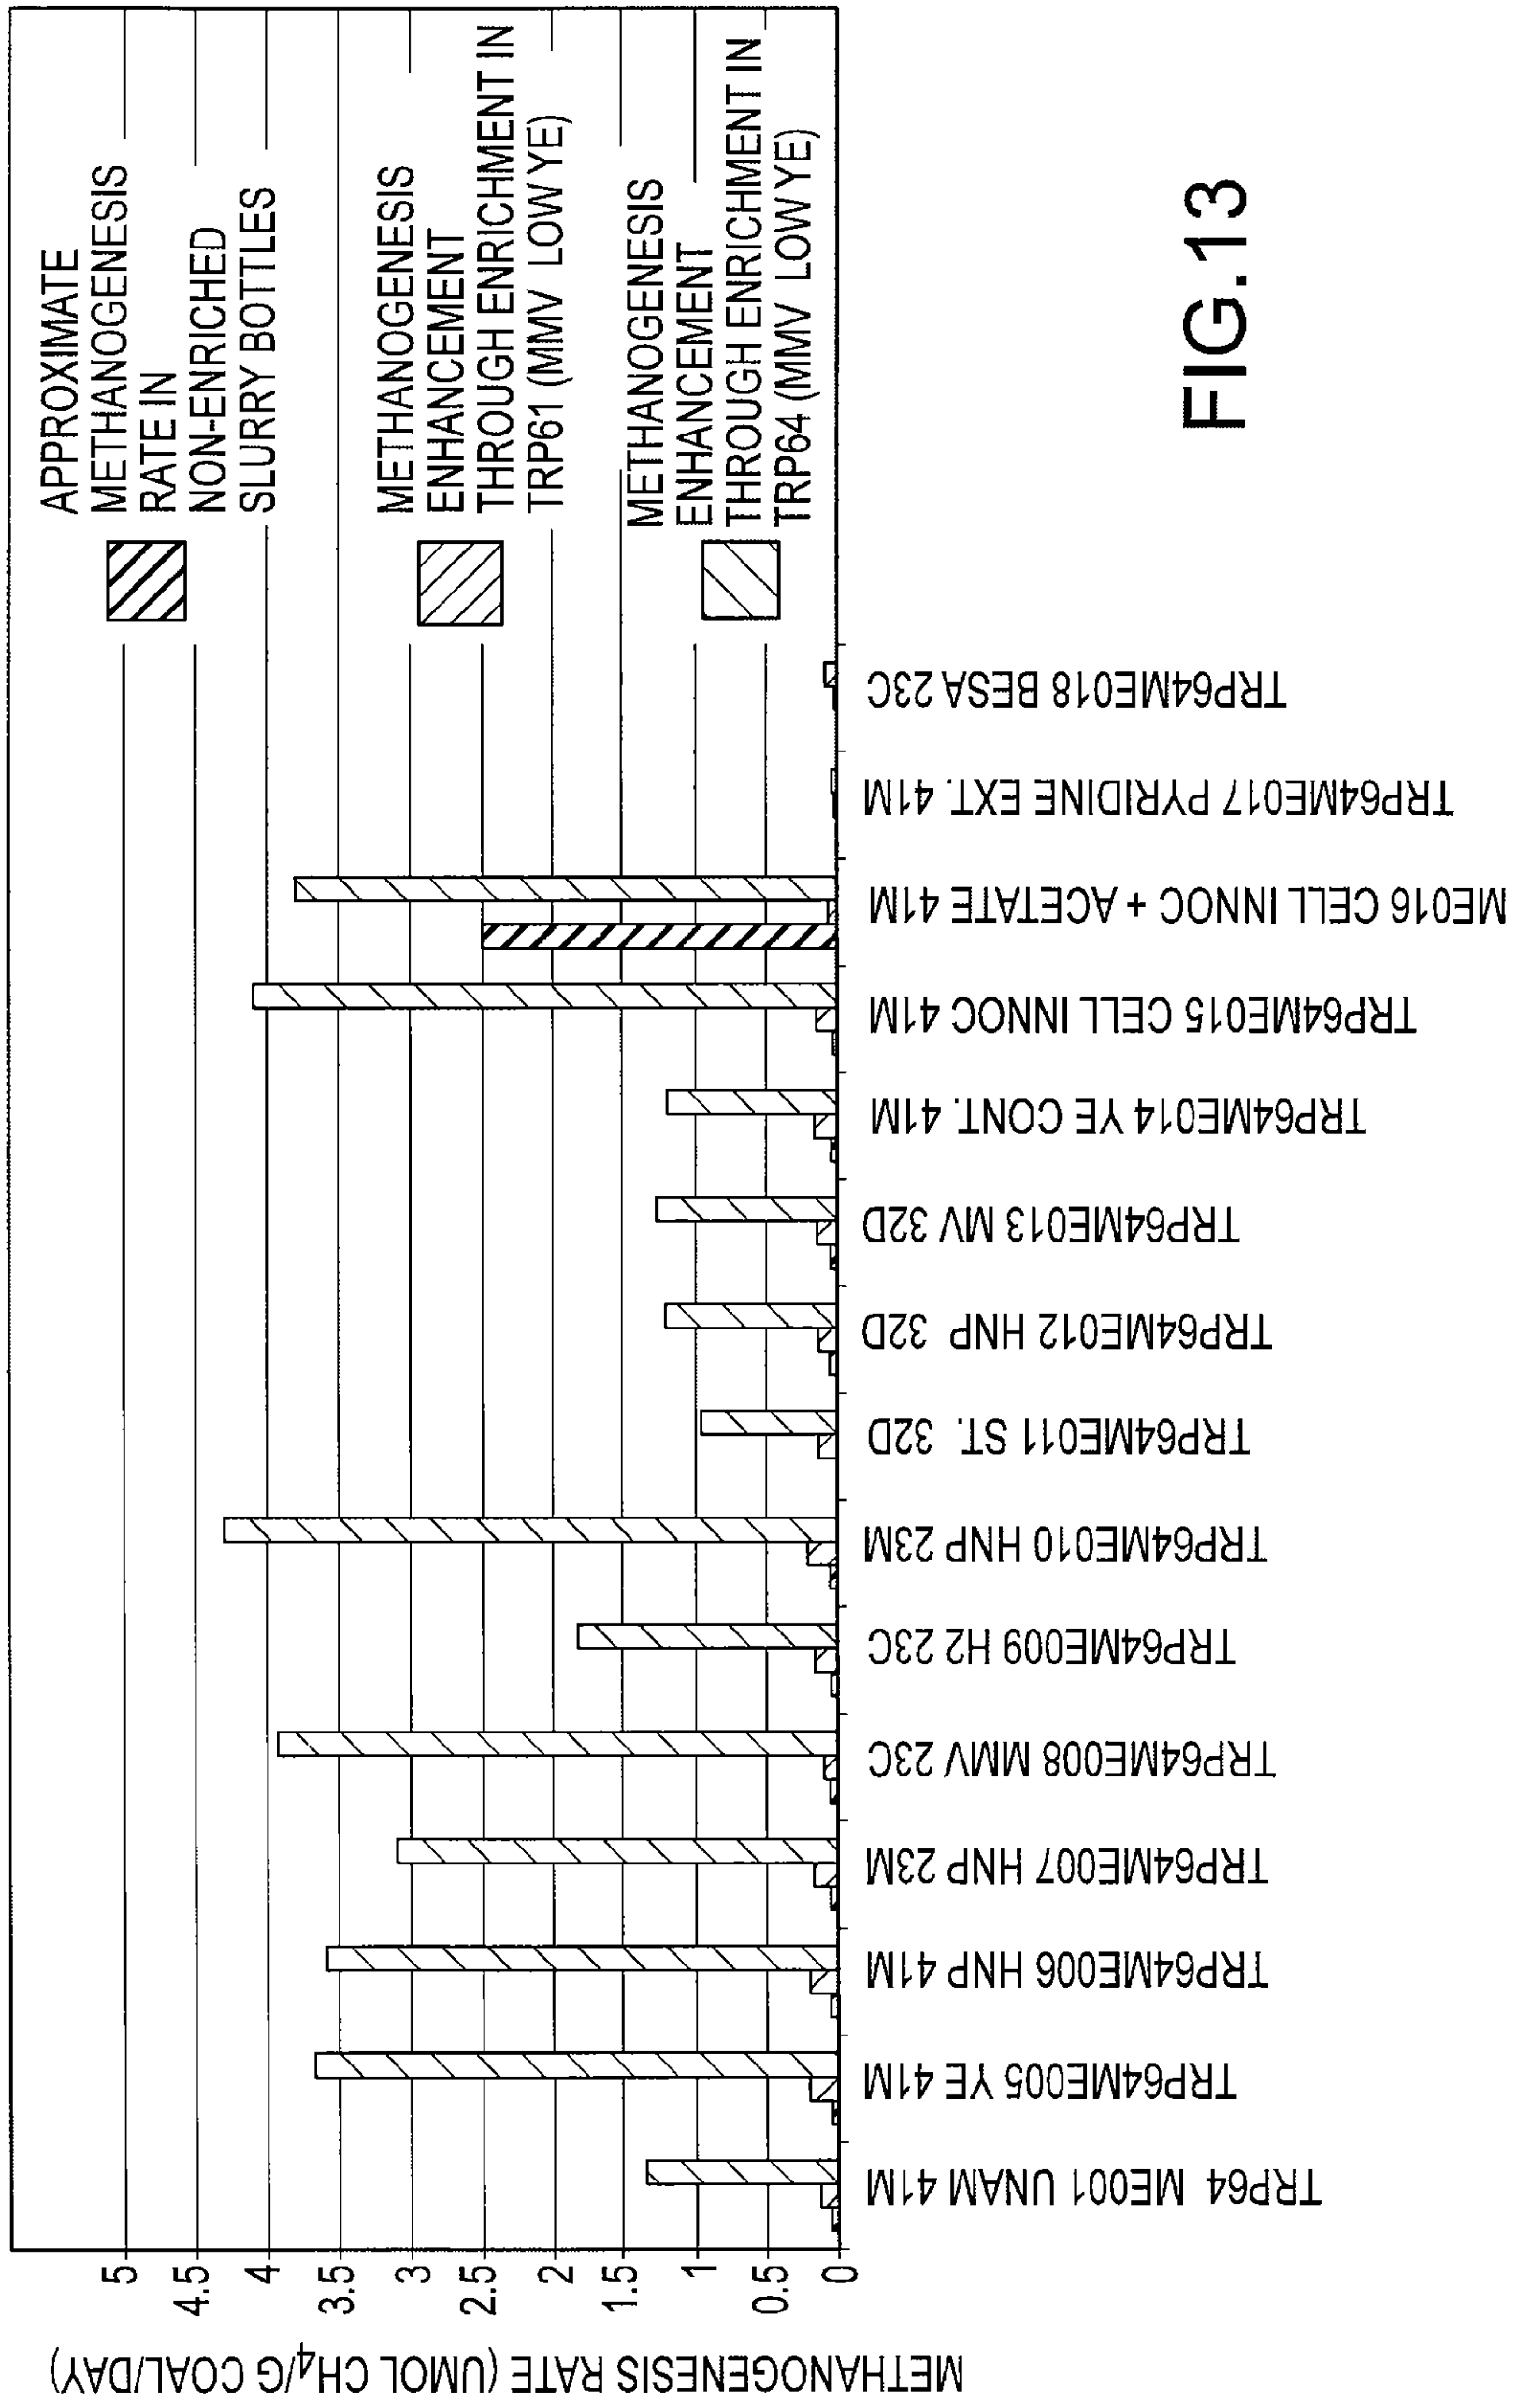 METHANOGENESIS RATE (UMOL CH4/G COAL/DAY)
5
4.5
4
3.5
3
2.5
2
1.5
1
0.5
0
TRP64 ME001 UNAM 41M
TRP64ME005 YE 41M
TRP64ME006 HNP 41M
TRP64ME007 HNP 23M
TRP64ME008 MMV 23C
TRP64ME009 H2 23C
TRP64ME010 HNP 23M
TRP64ME011 ST. 32D
TRP64ME012 HNP 32D
TRP64ME013 MV 32D
TRP64ME014 YE CONT. 41M
TRP64ME015 CELL INNOC 41M
ME016 CELL INNOC + ACETATE 41M
TRP64ME017 PYRIDINE EXT. 41M
TRP64ME018 BESA 23C
APPROXIMATE
METHANOGENESIS
RATE IN
NON-ENRICHED
SLURRY BOTTLES
METHANOGENESIS
ENHANCEMENT
THROUGH ENRICHMENT IN
TRP61 (MMV LOW YE)
METHANOGENESIS
ENHANCEMENT
THROUGH ENRICHMENT IN
TRP64 (MMV LOW YE)
FIG.13